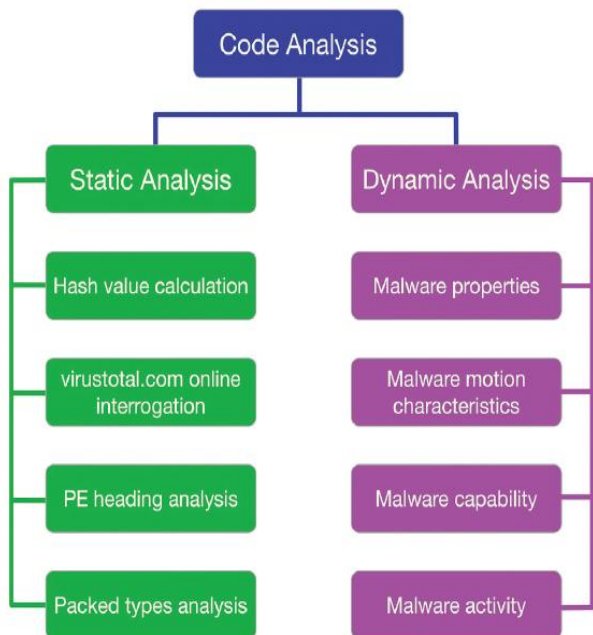 Code Analysis
Static Analysis
Hash value calculation
virustotal.com online
interrogation
PE heading analysis
Packed types analysis
Dynamic Analysis
Malware properties
Malware motion
characteristics
Malware capability
Malware activity